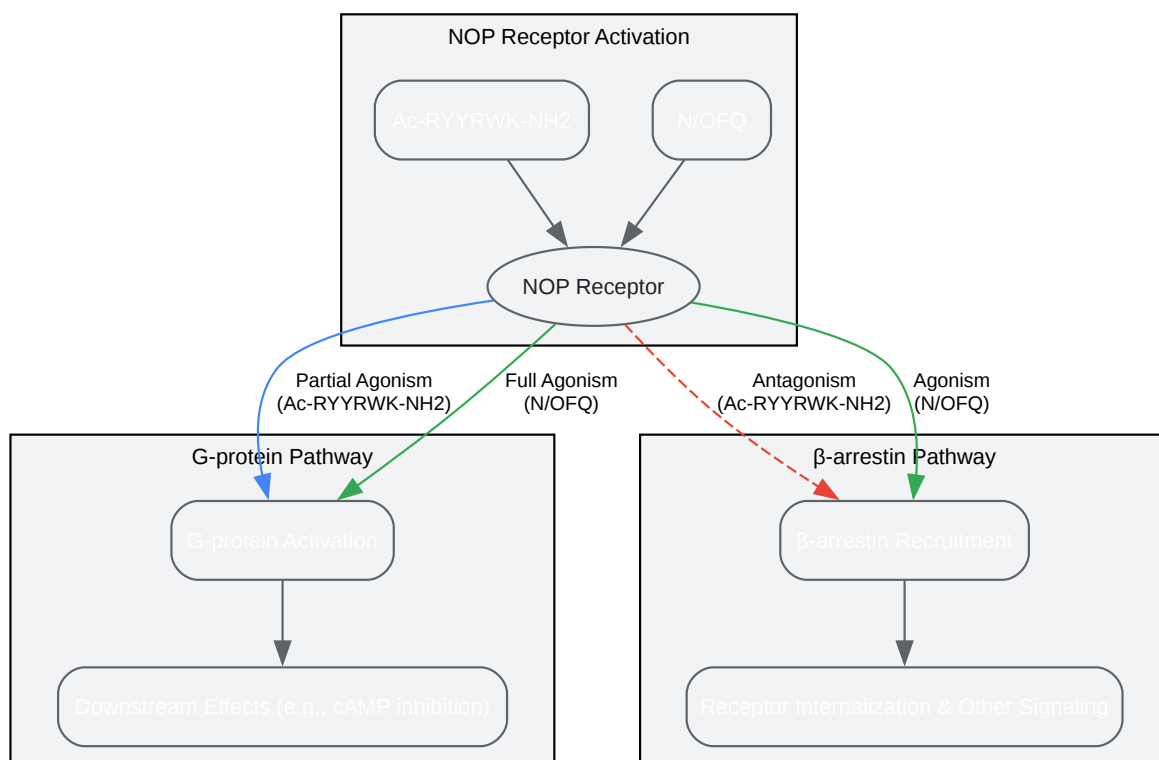 NOP Receptor Activation
Ac-RYYRWK-NH2
N/OFQ
NOP Receptor
Partial Agonism
(Ac-RYYRWK-NH2)
Full Agonism
(N/OFQ)
Antagonism
(Ac-RYYRWK-NH2)
Agonism
(N/OFQ)
G-protein Pathway
G-protein Activation
Downstream Effects (e.g., cAMP inhibition)
β-arrestin Pathway
β-arrestin Recruitment
Receptor Internalization & Other Signaling